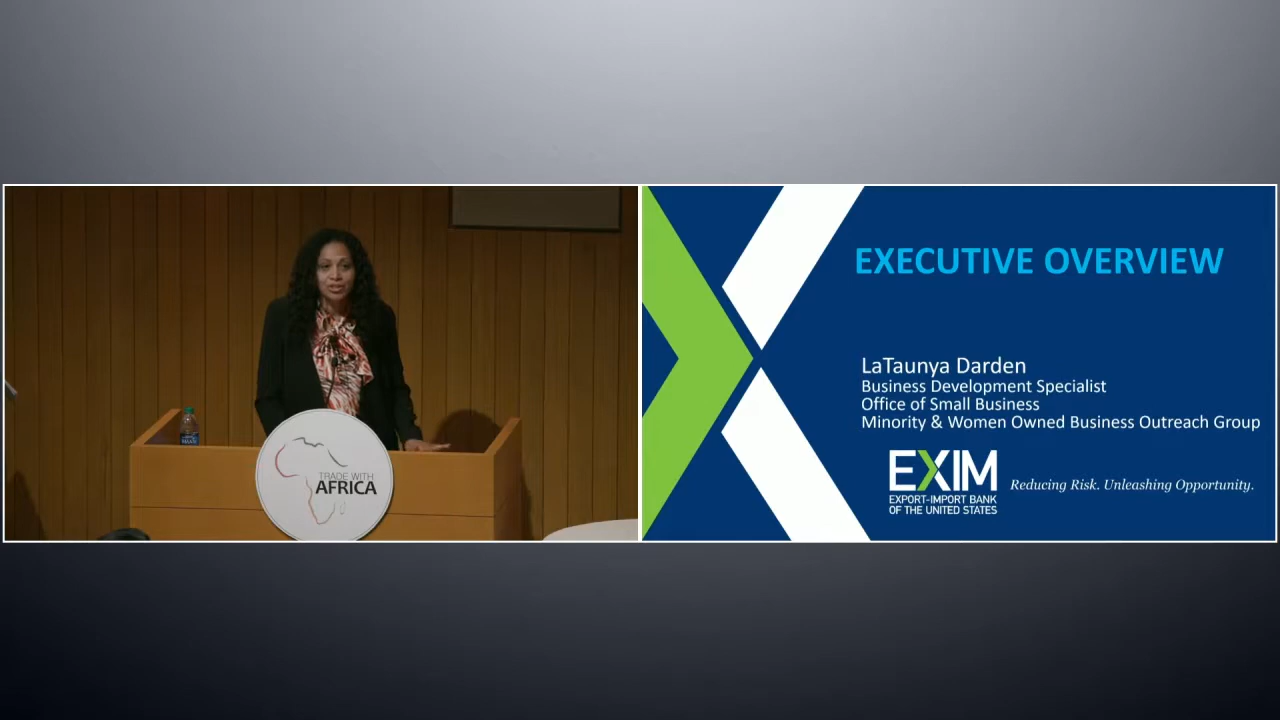 TRADE WITH
AFRICA
EXECUTIVE OVERVIEW
LaTaunya Darden
Business Development Specialist
Office of Small Business
Minority & Women Owned Business Outreach Group
EXIM
EXPORT-IMPORT BANK
OF THE UNITED STATES
Reducing Risk. Unleashing Opportunity.